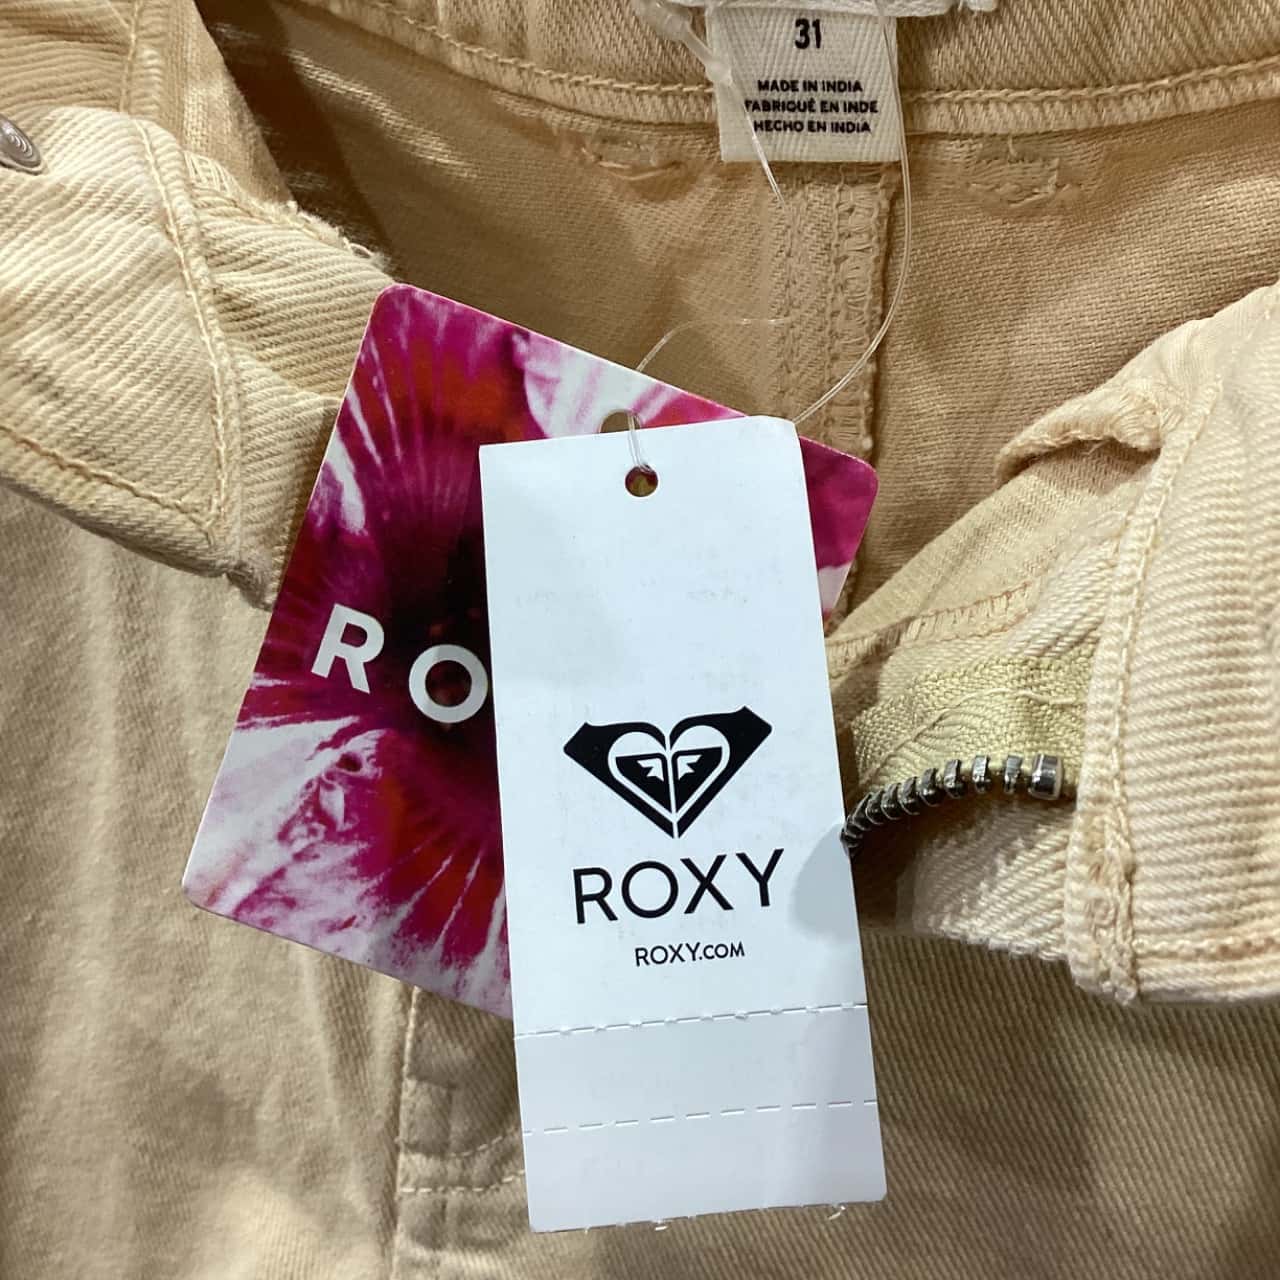 31
MADE IN INDIA
FABRIQUÉ EN INDE
HECHO EN INDIA
RO
ROXY
ROXY.COM